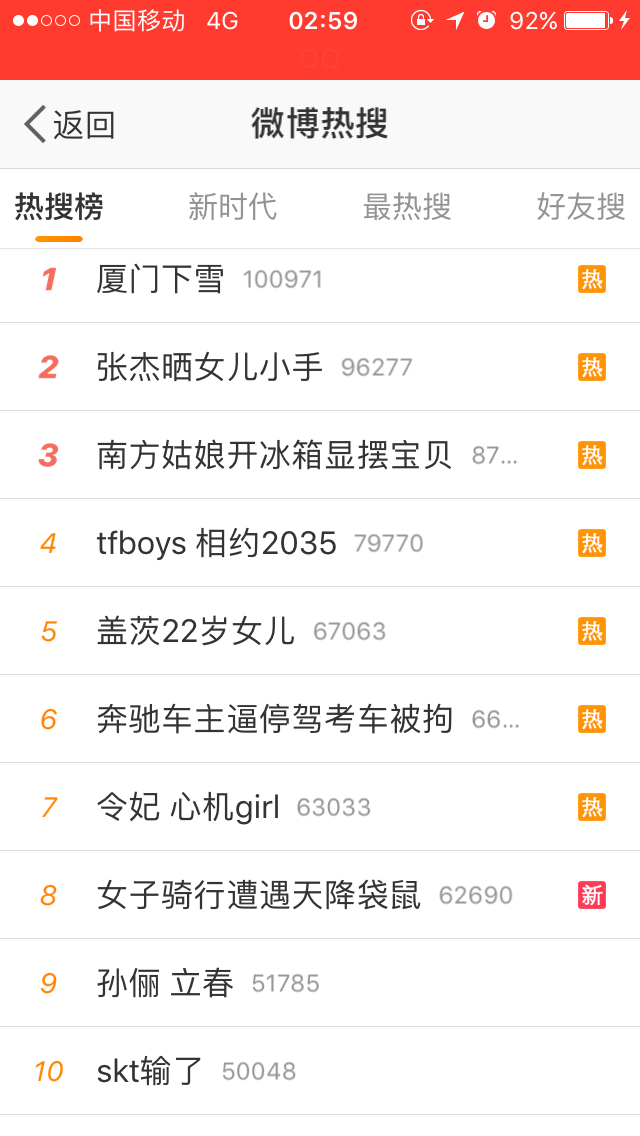 中国移动 4G 02:59 92%
QQ
返回 微博热搜
热搜榜 新时代 最热搜 好友搜
1 厦门下雪 100971 热
2 张杰晒女儿小手 96277 热
3 南方姑娘开冰箱显摆宝贝 87... 热
4 tfboys 相约2035 79770 热
5 盖茨22岁女儿 67063 热
6 奔驰车主逼停驾考车被拘 66... 热
7 令妃 心机girl 63033 热
8 女子骑行遭遇天降袋鼠 62690 新
9 孙俪 立春 51785
10 skt输了 50048